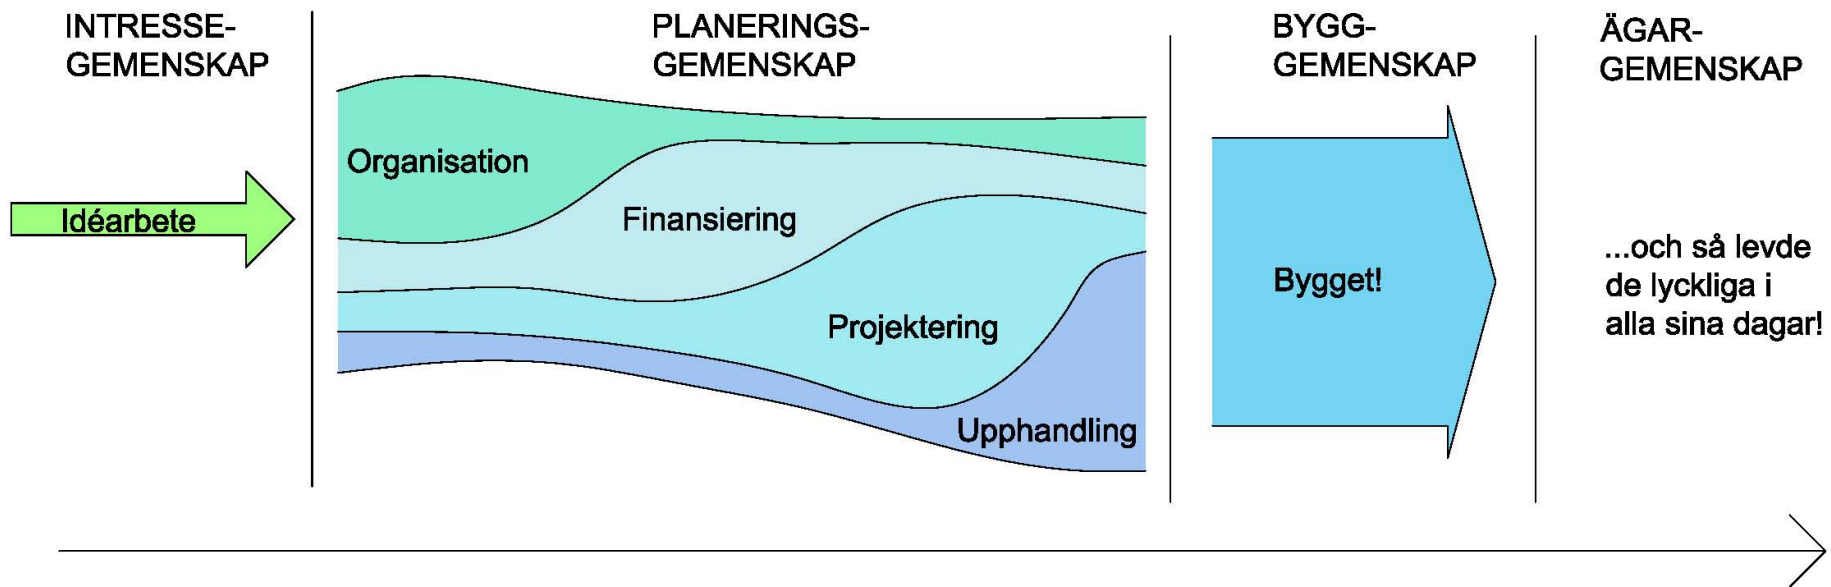 INTRESSE-
GEMENSKAP
PLANERINGS-
GEMENSKAP
BYGG-
GEMENSKAP
ÄGAR-
GEMENSKAP
Idéarbete
Organisation
Finansiering
Projektering
Upphandling
Bygget!
...och så levde
de lyckliga i
alla sina dagar!